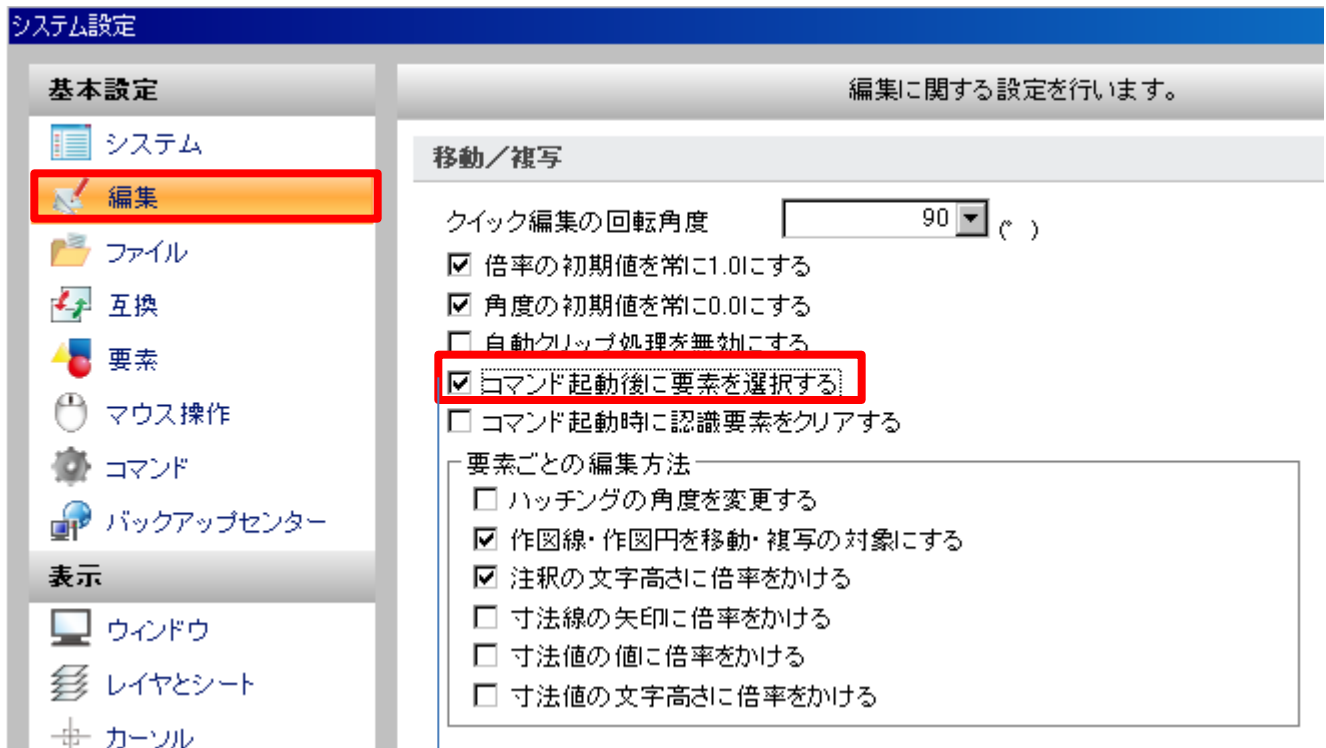 システム設定
基本設定
システム
編集
ファイル
互換
要素
マウス操作
コマンド
バックアップセンター
表示
ウィンドウ
レイヤとシート
カーソル
編集に関する設定を行います。
移動／複写
クイック編集の回転角度 90 (° )
倍率の初期値を常に1.0にする
角度の初期値を常に0.0にする
自動クリップ処理を無効にする
コマンド起動後に要素を選択する
コマンド起動時に認識要素をクリアする
要素ごとの編集方法
ハッチングの角度を変更する
作図線・作図円を移動・複写の対象にする
注釈の文字高さに倍率をかける
寸法線の矢印に倍率をかける
寸法値の値に倍率をかける
寸法値の文字高さに倍率をかける